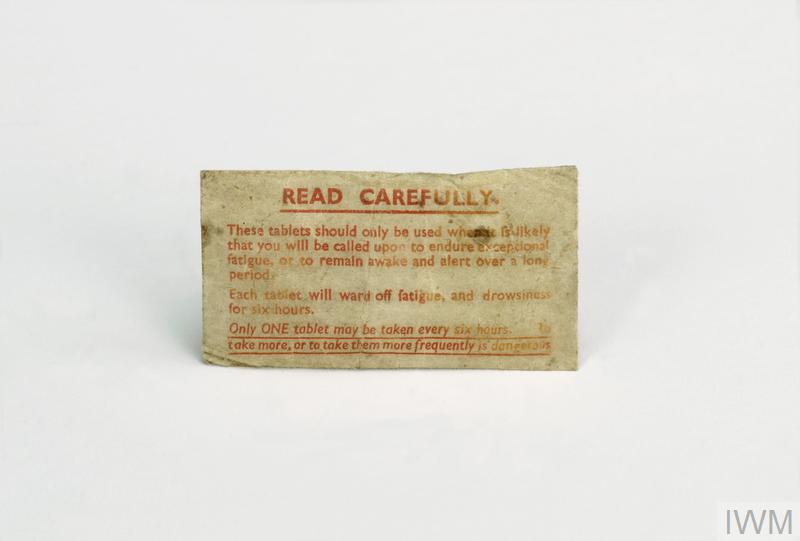 READ CAREFULLY.
These tablets should only be used when it is likely
that you will be called upon to endure exceptional
fatigue, or to remain awake and alert over a long
period.
Each tablet will ward off fatigue, and drowsiness
for six hours.
Only ONE tablet may be taken every six hours. To
take more, or to take them more frequently is dangerous
IWM